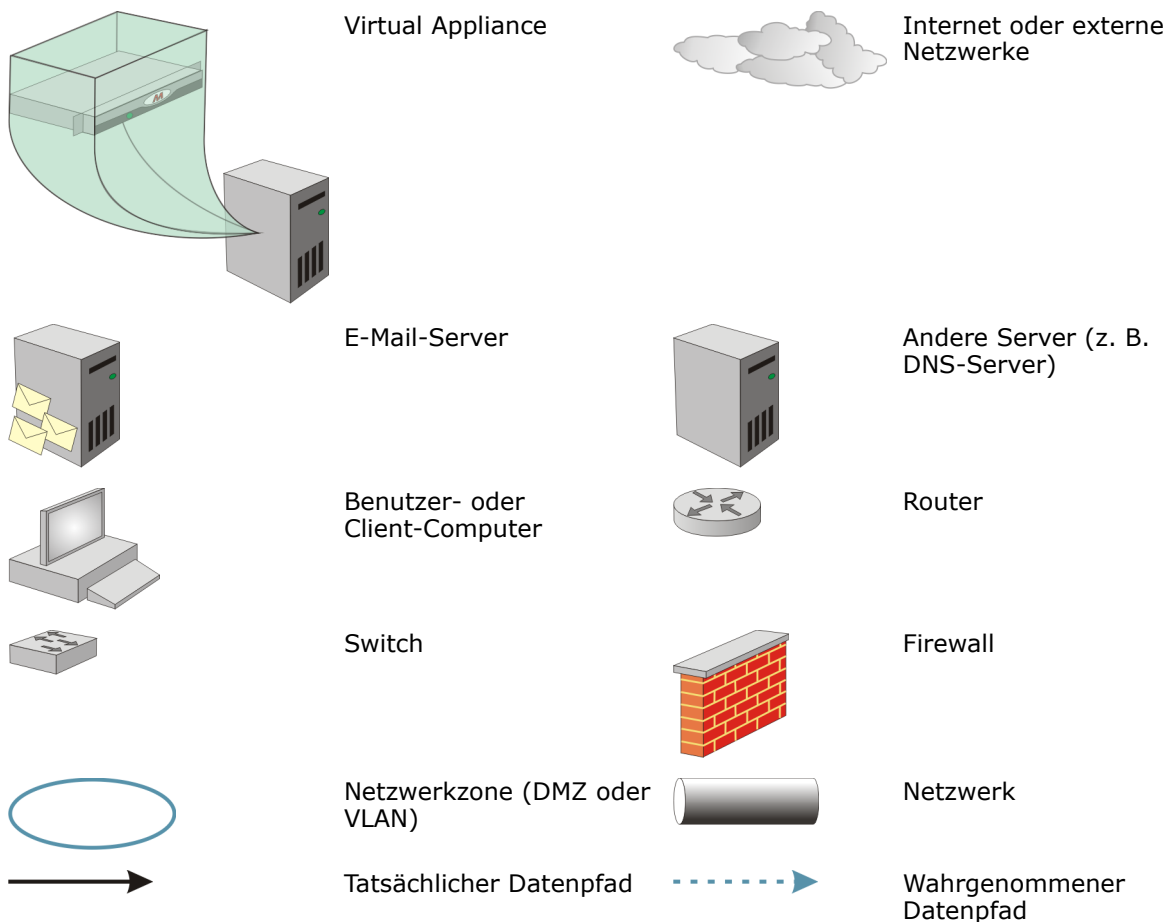 Virtual Appliance
Internet oder externe
Netzwerke
M
E-Mail-Server
Andere Server (z. B.
DNS-Server)
Benutzer- oder
Client-Computer
Router
Switch
Firewall
Netzwerkzone (DMZ oder
VLAN)
Netzwerk
Tatsächlicher Datenpfad
Wahrgenommener
Datenpfad